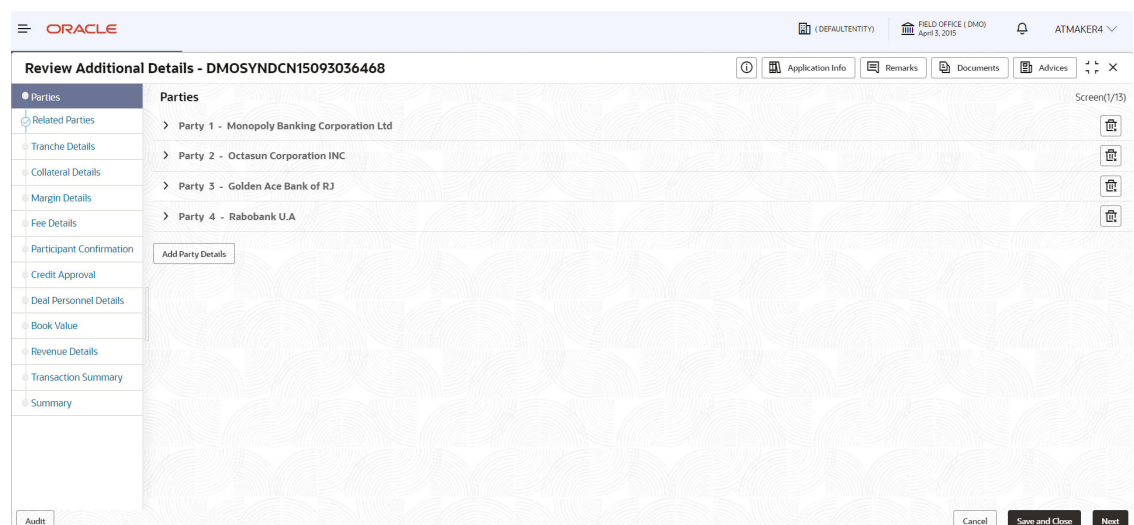 ORACLE
( DEFAULTENTITY)
FIELD OFFICE ( DMO)
April 3, 2015
ATMAKER4
Review Additional Details - DMOSYNDCN15093036468
Application Info
Remarks
Documents
Advices
Parties
Related Parties
Tranche Details
Collateral Details
Margin Details
Fee Details
Participant Confirmation
Credit Approval
Deal Personnel Details
Book Value
Revenue Details
Transaction Summary
Summary
Parties
Screen(1/13)
Party 1 - Monopoly Banking Corporation Ltd
Party 2 - Octasun Corporation INC
Party 3 - Golden Ace Bank of RJ
Party 4 - Rabobank U.A
Add Party Details
Audit
Cancel
Save and Close
Next